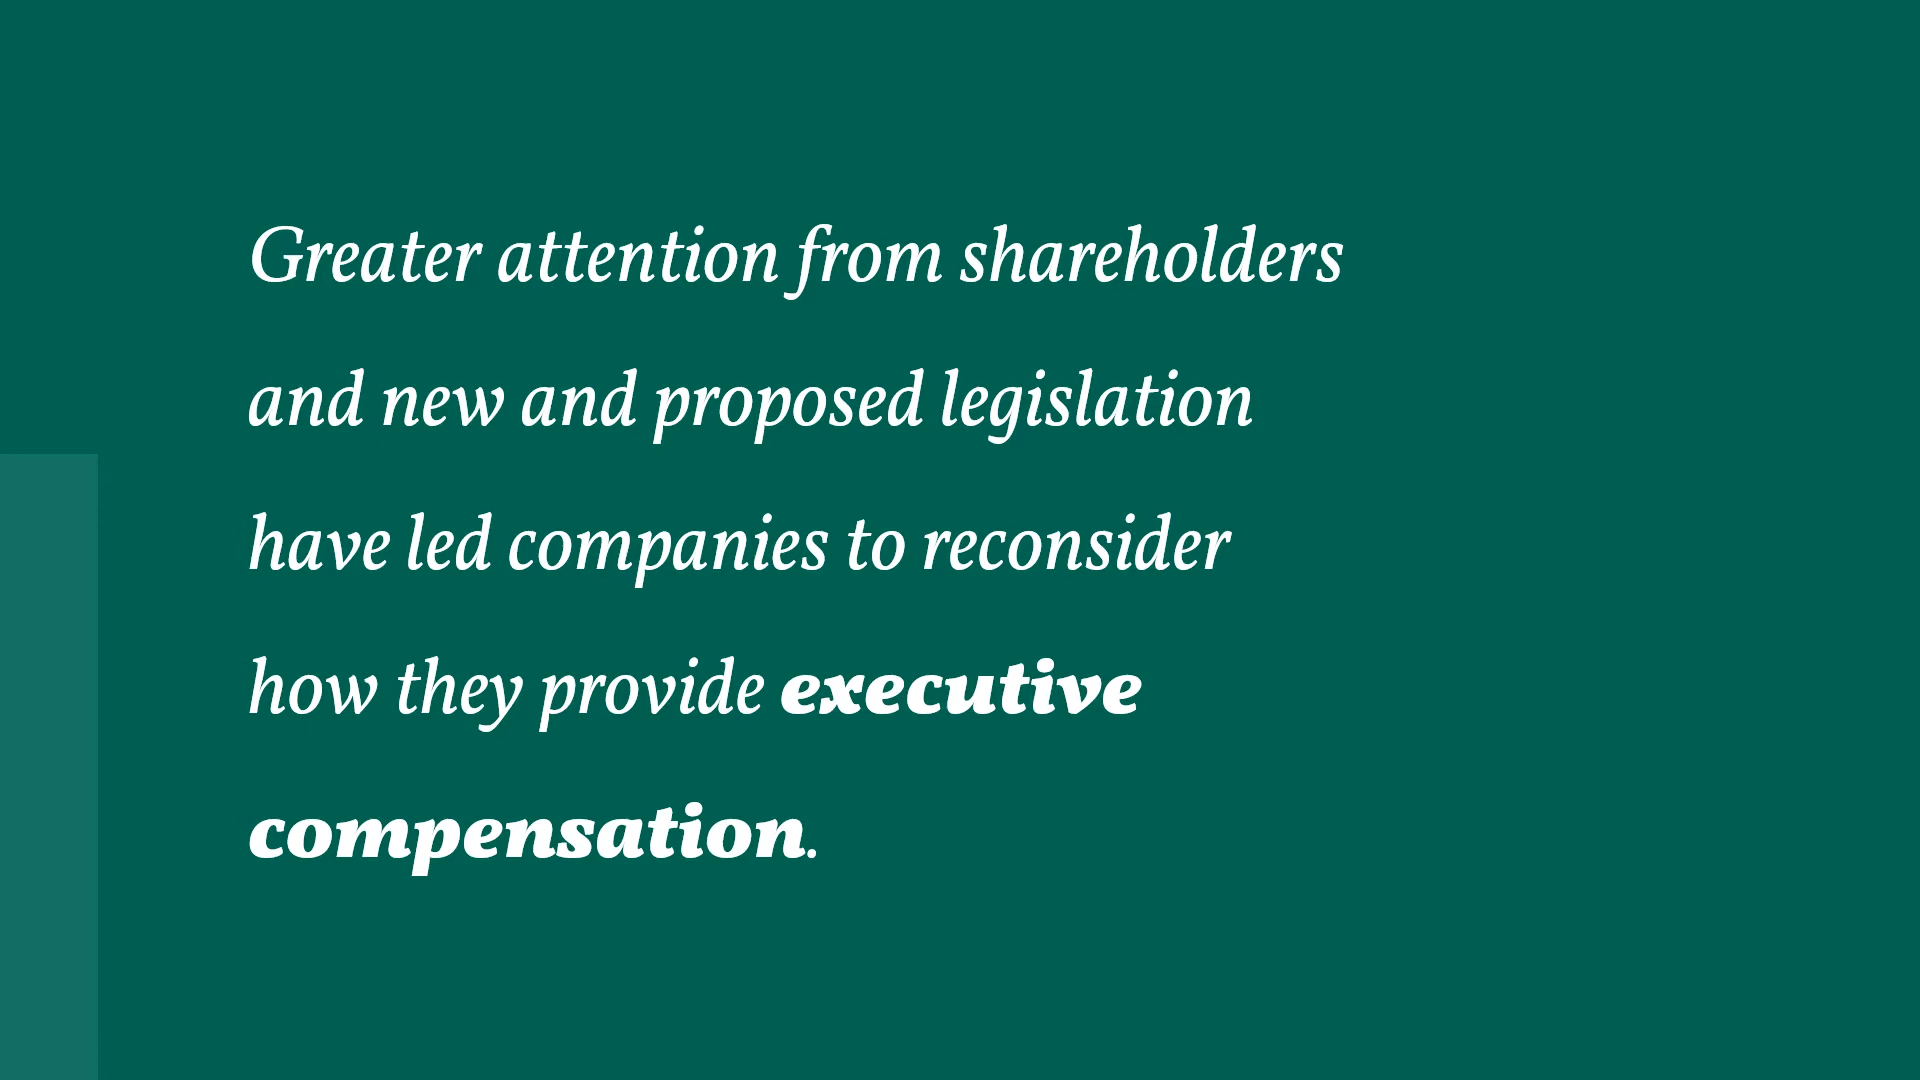 Greater attention from shareholders
and new and proposed legislation
have led companies to reconsider
how they provide executive
compensation.